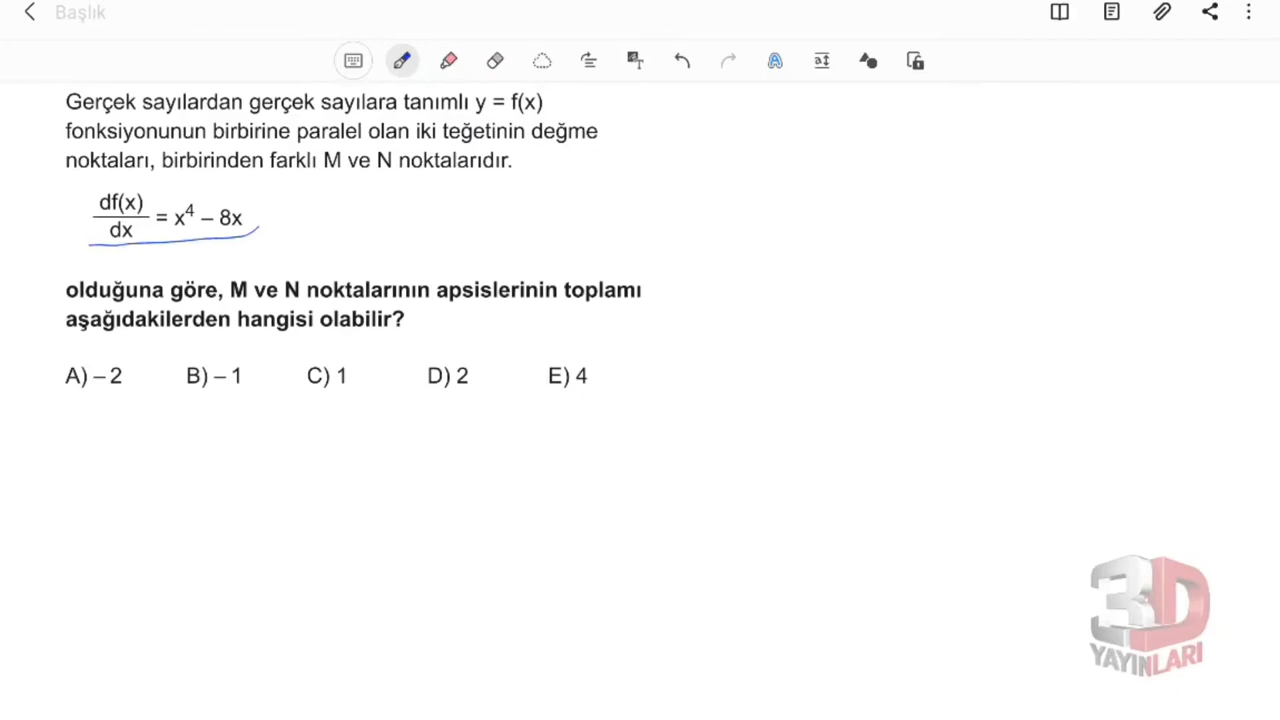 Başlık
Gerçek sayılardan gerçek sayılara tanımlı y = f(x)
fonksiyonunun birbirine paralel olan iki teğetinin değme
noktaları, birbirinden farklı M ve N noktalarıdır.
df(x)/dx = x⁴ – 8x
olduğuna göre, M ve N noktalarının apsislerinin toplamı
aşağıdakilerden hangisi olabilir?
A) – 2 B) – 1 C) 1 D) 2 E) 4
3D
YAYINLARI